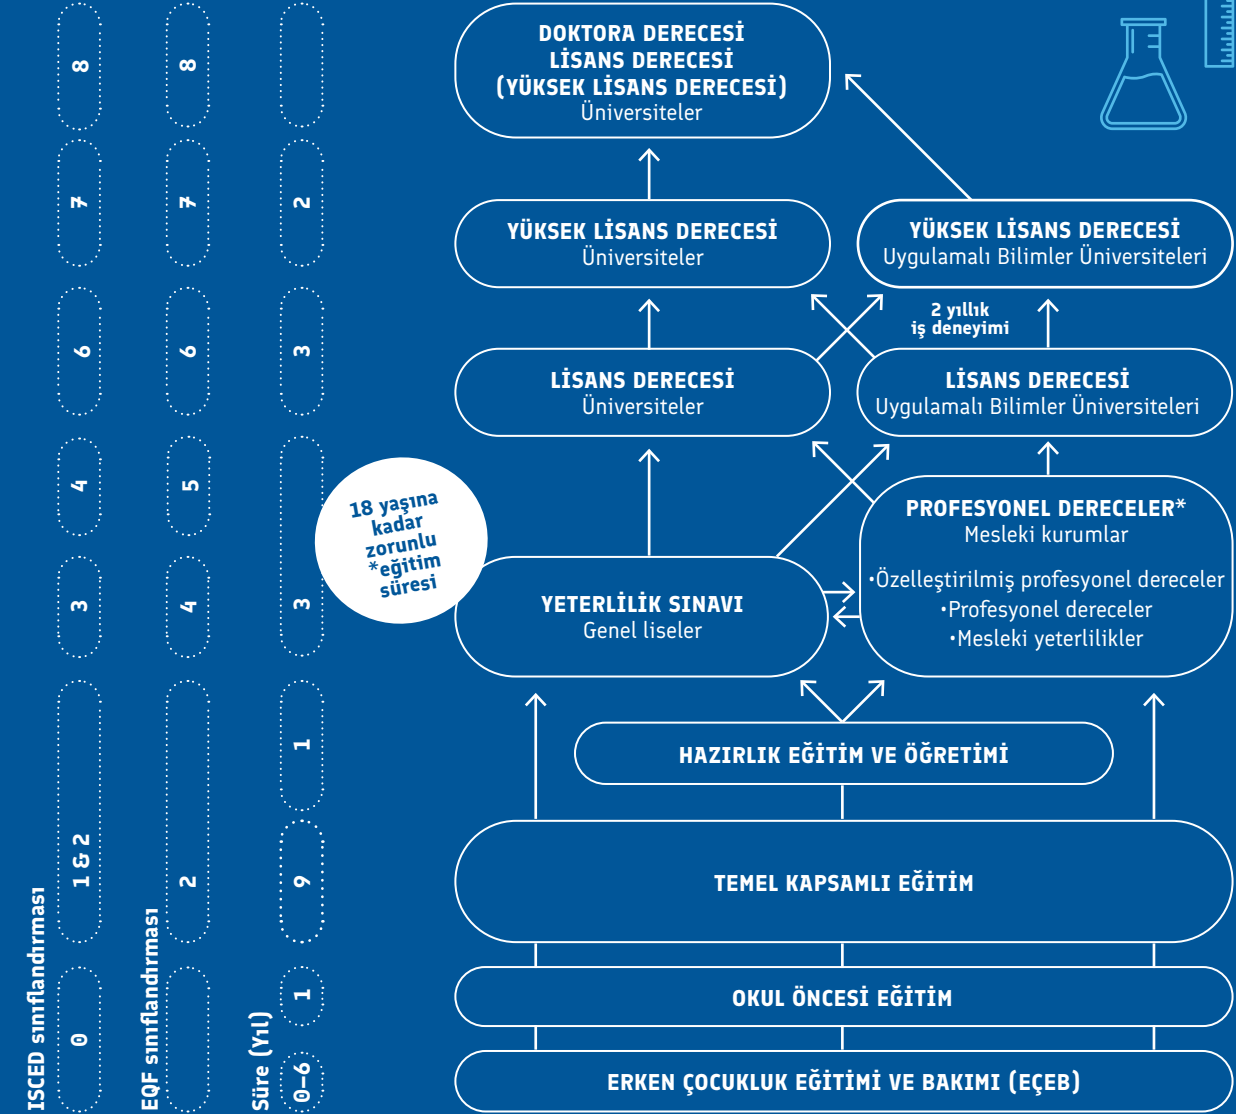 DOKTORA DERECESİ
LİSANS DERECESİ
(YÜKSEK LİSANS DERECESİ)
Üniversiteler
YÜKSEK LİSANS DERECESİ
Üniversiteler
YÜKSEK LİSANS DERECESİ
Uygulamalı Bilimler Üniversiteleri
2 yıllık
iş deneyimi
LİSANS DERECESİ
Üniversiteler
LİSANS DERECESİ
Uygulamalı Bilimler Üniversiteleri
18 yaşına
kadar
zorunlu
*eğitim
süresi
YETERLİLİK SINAVI
Genel liseler
PROFESYONEL DERECELER*
Mesleki kurumlar
•Özelleştirilmiş profesyonel dereceler
•Profesyonel dereceler
•Mesleki yeterlilikler
HAZIRLIK EĞİTİM VE ÖĞRETİMİ
TEMEL KAPSAMLI EĞİTİM
OKUL ÖNCESİ EĞİTİM
ERKEN ÇOCUKLUK EĞİTİMİ VE BAKIMI (EÇEB)
ISCED sınıflandırması
0
1 & 2
3
4
6
7
8
EQF sınıflandırması
2
4
5
6
7
8
Süre (Yıl)
0–6
1
9
1
3
3
2